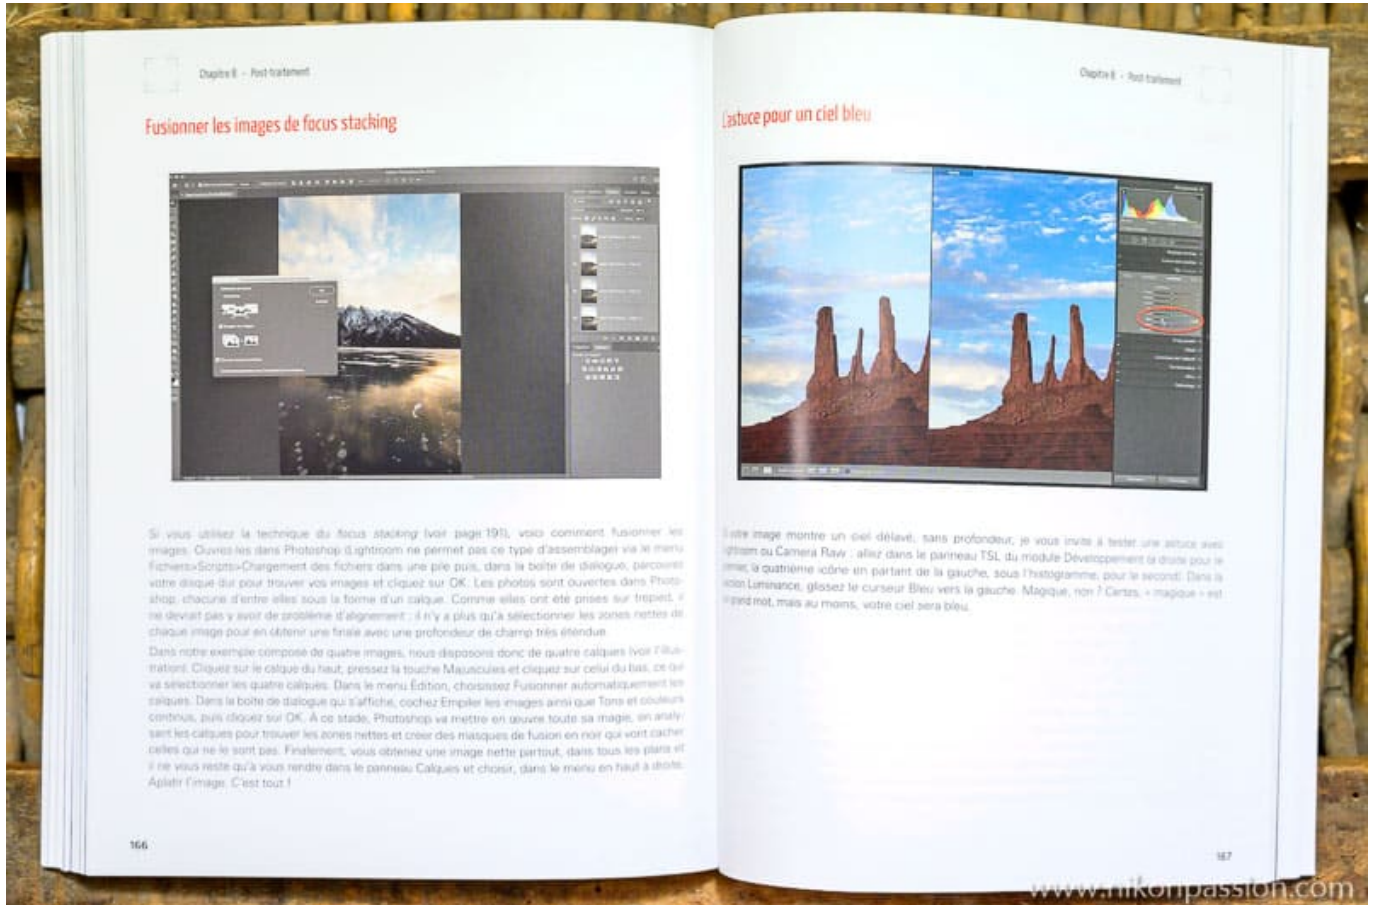 Chapitre 8 - Post-traitement
Fusionner les images de focus stacking
Si vous utilisez la technique du focus stacking (voir page 191), voici comment fusionner les
images. Ouvrez-les dans Photoshop (Lightroom ne permet pas ce type d'assemblage) via le menu
Fichiers>Scripts>Chargement des fichiers dans une pile puis, dans la boîte de dialogue, parcourez
votre disque dur pour trouver vos images et cliquez sur OK. Les photos sont ouvertes dans Photo-
shop, chacune d'entre elles sous la forme d'un calque. Comme elles ont été prises sur trépied, il
ne devrait pas y avoir de problème d'alignement : il n'y a plus qu'à sélectionner les zones nettes de
chaque image pour en obtenir une finale avec une profondeur de champ très étendue.
Dans notre exemple composé de quatre images, nous disposons donc de quatre calques (voir l'illus-
tration). Cliquez sur le calque du haut, pressez la touche Majuscules et cliquez sur celui du bas, ce qui
va sélectionner les quatre calques. Dans le menu Édition, choisissez Fusionner automatiquement les
calques. Dans la boîte de dialogue qui s'affiche, cochez Empiler les images ainsi que Tons et couleurs
continus, puis cliquez sur OK. À ce stade, Photoshop va mettre en œuvre toute sa magie, en analy-
sant les calques pour trouver les zones nettes et créer des masques de fusion en noir qui vont cacher
celles qui ne le sont pas. Finalement, vous obtenez une image nette partout, dans tous les plans et
il ne vous reste qu'à vous rendre dans le panneau Calques et choisir, dans le menu en haut à droite,
Aplatir l'image. C'est tout !
166
Chapitre 8 - Post-traitement
L'astuce pour un ciel bleu
votre image montre un ciel délavé, sans profondeur, je vous invite à tester une astuce avec
ou Camera Raw : allez dans le panneau TSL du module Développement (à droite pour le
la quatrième icône en partant de la gauche, sous l'histogramme, pour le second). Dans la
Luminance, glissez le curseur Bleu vers la gauche. Magique, non ? Certes, « magique » est
grand mot, mais au moins, votre ciel sera bleu.
167
www.nikonpassion.com